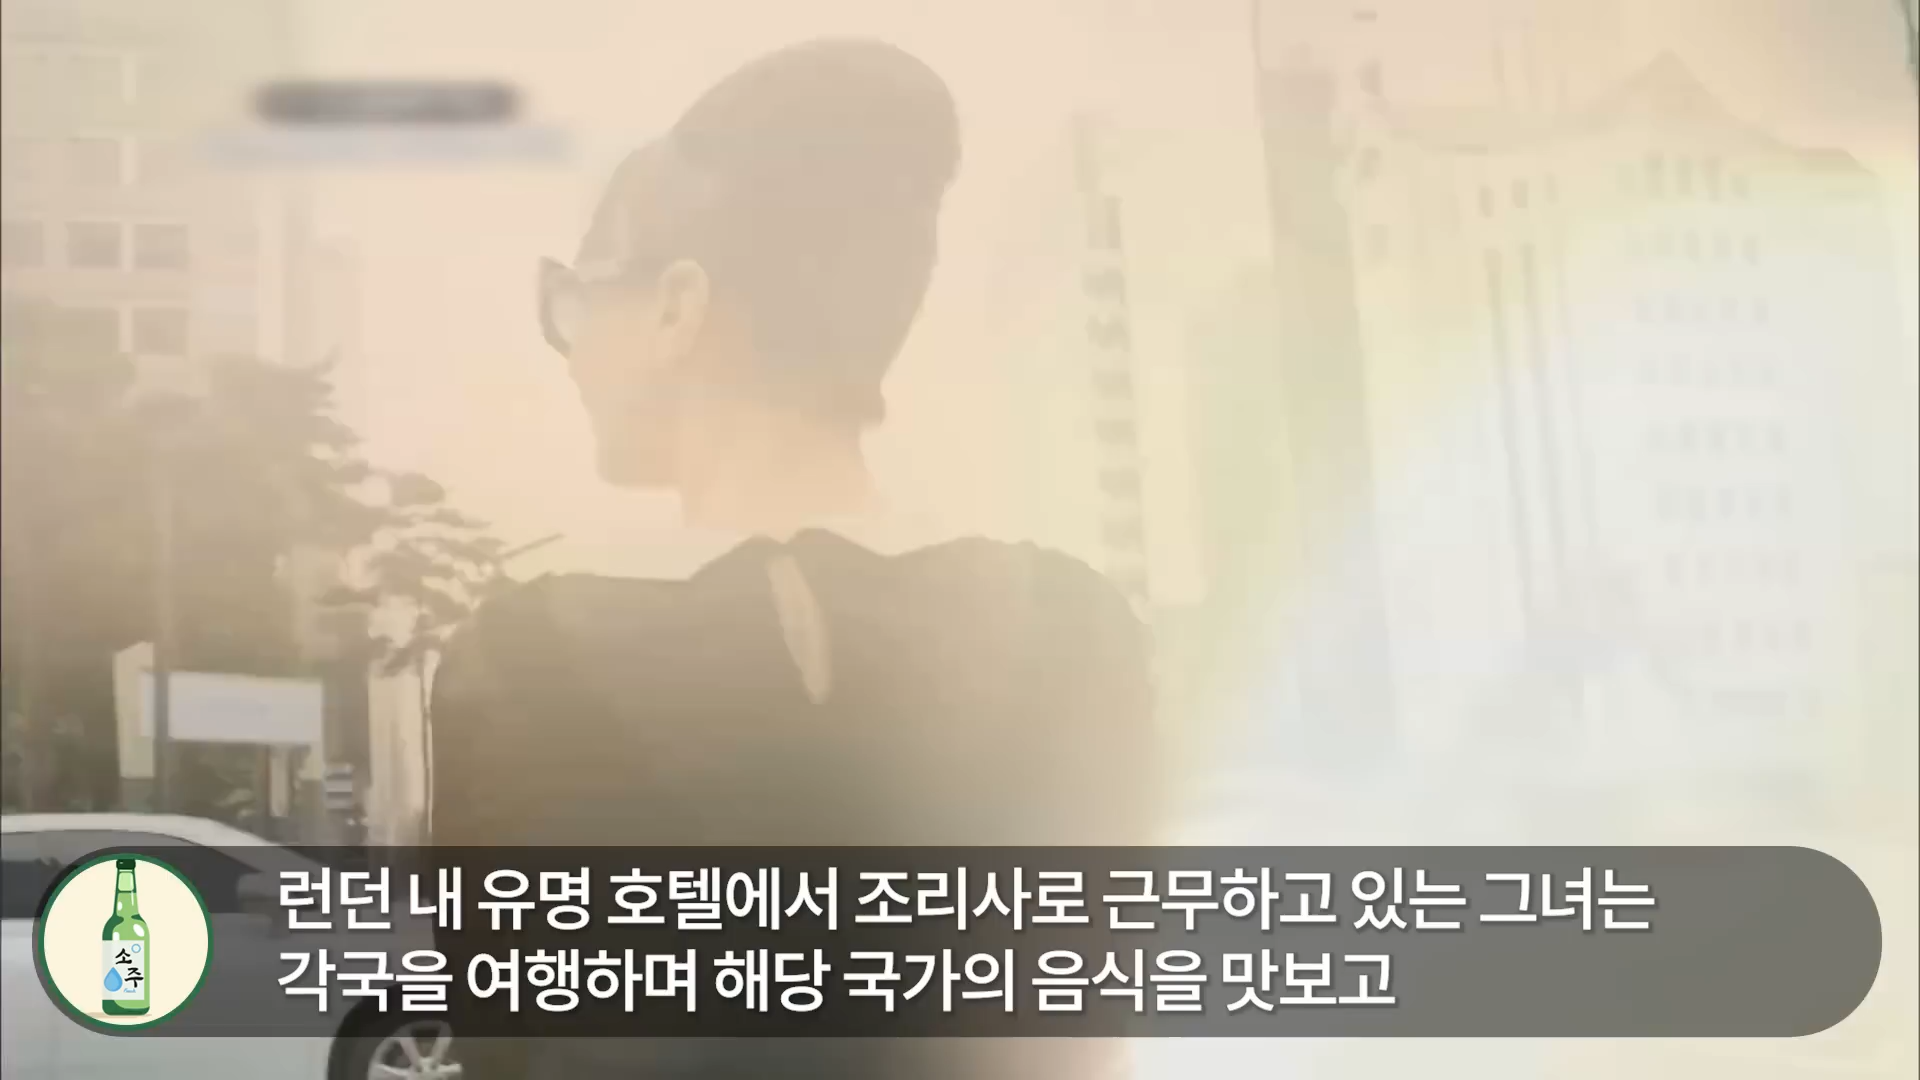 런던 내 유명 호텔에서 조리사로 근무하고 있는 그녀는
각국을 여행하며 해당 국가의 음식을 맛보고
소주